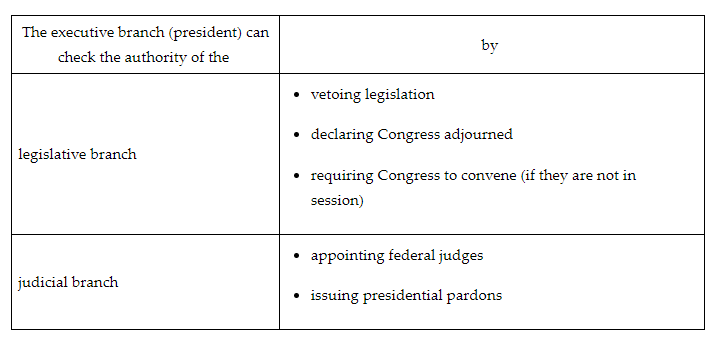 The executive branch (president) can
check the authority of the
by
legislative branch
• vetoing legislation
• declaring Congress adjourned
• requiring Congress to convene (if they are not in
session)
judicial branch
• appointing federal judges
• issuing presidential pardons